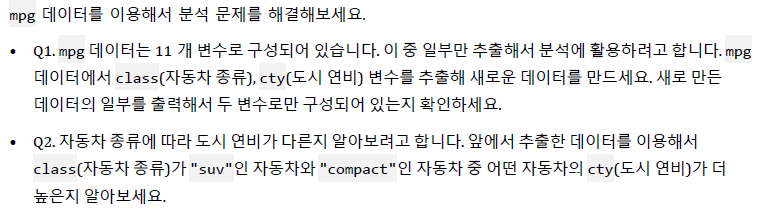 mpg 데이터를 이용해서 분석 문제를 해결해보세요.
• Q1. mpg 데이터는 11 개 변수로 구성되어 있습니다. 이 중 일부만 추출해서 분석에 활용하려고 합니다. mpg
데이터에서 class(자동차 종류), cty(도시 연비) 변수를 추출해 새로운 데이터를 만드세요. 새로 만든
데이터의 일부를 출력해서 두 변수로만 구성되어 있는지 확인하세요.
• Q2. 자동차 종류에 따라 도시 연비가 다른지 알아보려고 합니다. 앞에서 추출한 데이터를 이용해서
class(자동차 종류)가 "suv"인 자동차와 "compact"인 자동차 중 어떤 자동차의 cty(도시 연비)가 더
높은지 알아보세요.